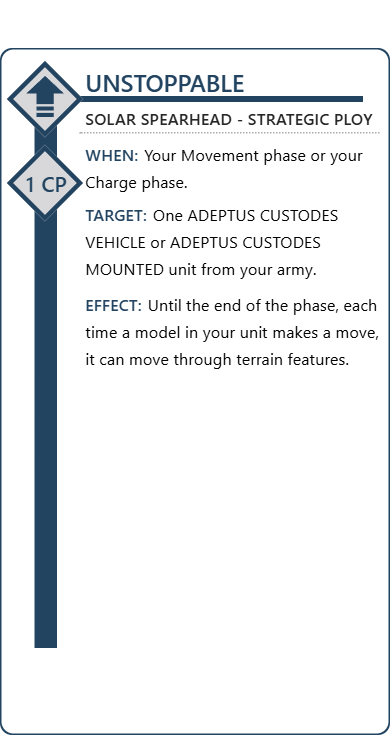 UNSTOPPABLE
SOLAR SPEARHEAD - STRATEGIC PLOY
1 CP
WHEN: Your Movement phase or your
Charge phase.
TARGET: One ADEPTUS CUSTODES
VEHICLE or ADEPTUS CUSTODES
MOUNTED unit from your army.
EFFECT: Until the end of the phase, each
time a model in your unit makes a move,
it can move through terrain features.